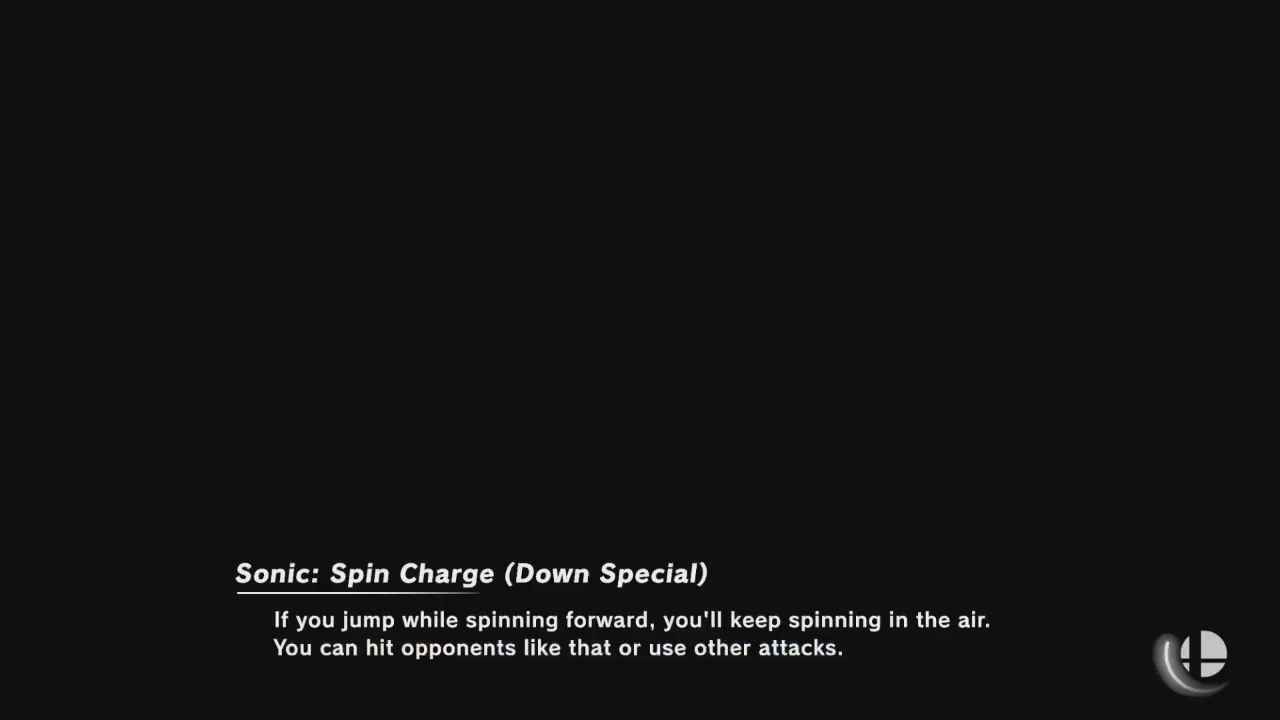 Sonic: Spin Charge (Down Special)
If you jump while spinning forward, you'll keep spinning in the air.
You can hit opponents like that or use other attacks.